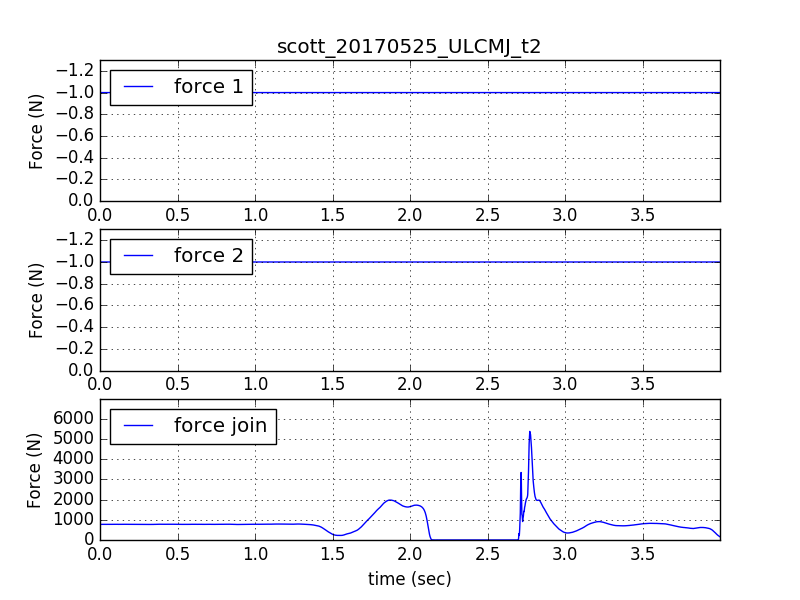 scott_20170525_ULCMJ_t2
force 1
Force (N)
−1.2
−1.0
−0.8
−0.6
−0.4
−0.2
0.0
0.0 0.5 1.0 1.5 2.0 2.5 3.0 3.5
force 2
Force (N)
−1.2
−1.0
−0.8
−0.6
−0.4
−0.2
0.0
0.0 0.5 1.0 1.5 2.0 2.5 3.0 3.5
force join
Force (N)
6000
5000
4000
3000
2000
1000
0
0.0 0.5 1.0 1.5 2.0 2.5 3.0 3.5
time (sec)